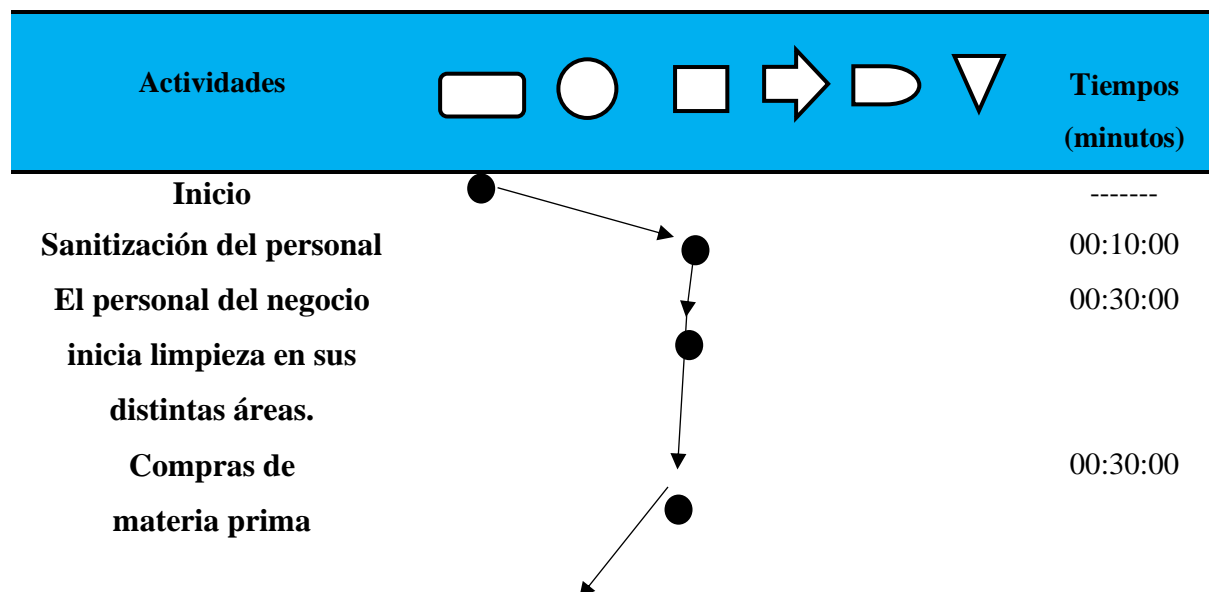 Actividades
Tiempos
(minutos)
Inicio -------
Sanitización del personal 00:10:00
El personal del negocio 00:30:00
inicia limpieza en sus
distintas áreas.
Compras de 00:30:00
materia prima